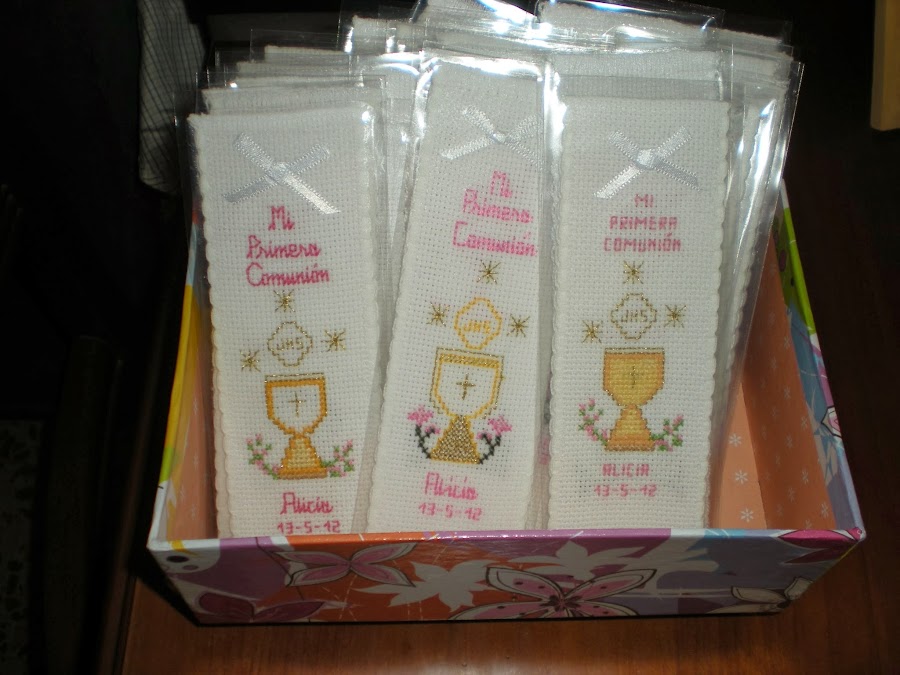 Mi
Primera
Comunión
JHS
Alicia
13-5-12
Mi
Primera
Comunión
JHS
Alicia
13-5-12
MI
PRIMERA
COMUNIÓN
JHS
ALICIA
13-5-12